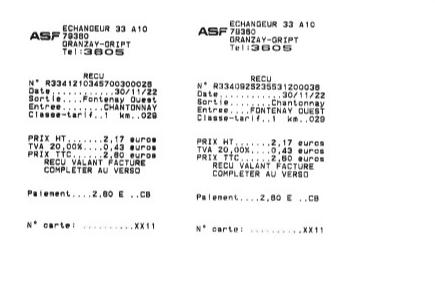 ECHANGEUR 33 A10
ASF 79360
GRANZAY-GRIPT
Tel:3605
RECU
N° R3341210345700300028
Date............30/11/22
Sortie....Fontenay Ouest
Entree.........CHANTONNAY
Classe-tarif..1 km..029
PRIX HT.......2,17 euros
TVA 20,00%....0,43 euros
PRIX TTC......2,60 euros
RECU VALANT FACTURE
COMPLETER AU VERSO
Paiement....2,60 E ..CB
N° carte: ..........XX11
ECHANGEUR 33 A10
ASF 79360
GRANZAY-GRIPT
Tel:3605
RECU
N° R3340925235531200038
Date............30/11/22
Sortie.........Chantonnay
Entree....FONTENAY OUEST
Classe-tarif..1 km..029
PRIX HT.......2,17 euros
TVA 20,00%....0,43 euros
PRIX TTC......2,60 euros
RECU VALANT FACTURE
COMPLETER AU VERSO
Paiement....2,60 E ..CB
N° carte: ..........XX11